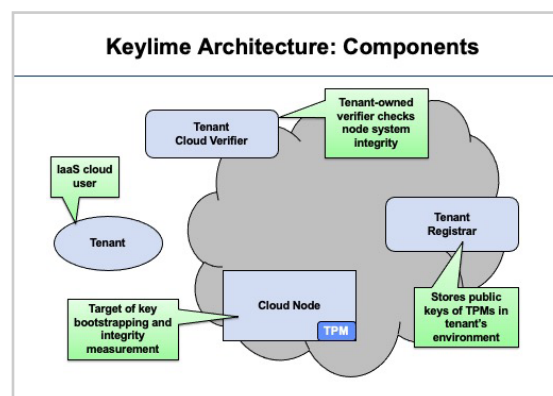 Keylime Architecture: Components
Tenant
Cloud Verifier
Tenant-owned
verifier checks
node system
integrity
IaaS cloud
user
Tenant
Tenant
Registrar
Cloud Node
TPM
Target of key
bootstrapping and
integrity
measurement
Stores public
keys of TPMs in
tenant's
environment